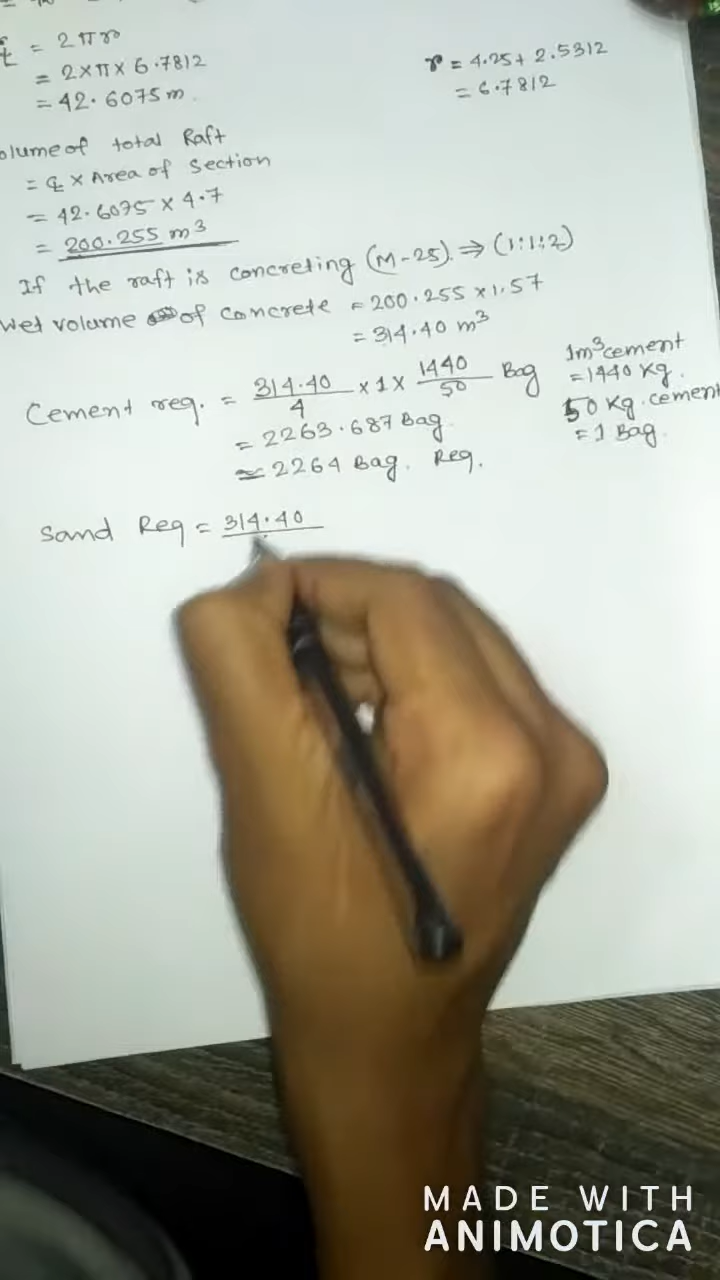 = 2πr
= 2×π×6.7812
= 42.6075 m.
r = 4.25 + 2.5312
= 6.7812
olume of total Raft
= ℄ × Area of Section
= 42.6075 × 4.7
= 200.255 m³
If the raft is concreting (M-25). ⇒ (1:1:2)
Wet volume of concrete = 200.255 × 1.57
= 314.40 m³
Cement req. = 314.40/4 × 1 × 1440/50 Bag
= 2263.687 Bag.
≃ 2264 Bag. Req.
1m³ cement
= 1440 Kg.
50 Kg. cement
= 1 Bag.
Sand Req = 314.40
MADE WITH
ANIMOTICA